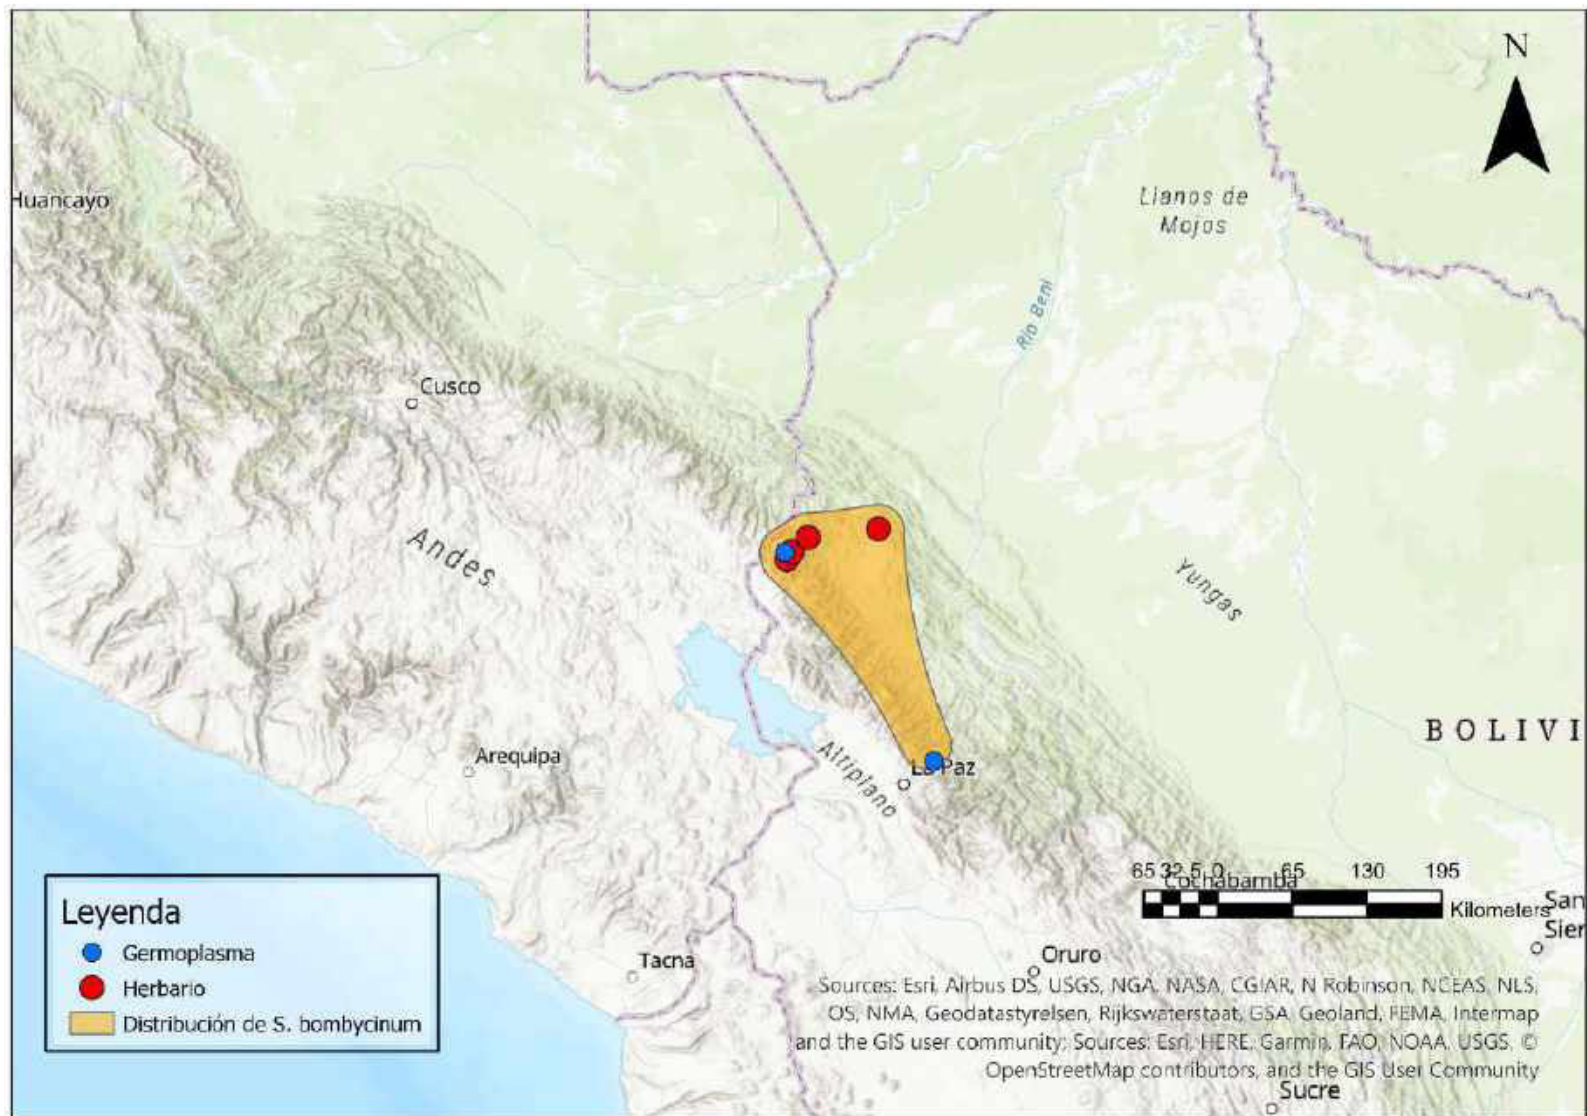 N
Llanos de
Mojos
Huancayo
Río Beni
Cusco
Andes
Yungas
BOLIVI
Arequipa
Altiplano
La Paz
65 32,5 0 65 130 195
Cochabamba
Kilometers
San
Sier
Leyenda
Germoplasma
Herbario
Distribución de S. bombycinum
Tacna
Oruro
Sources: Esri, Airbus DS, USGS, NGA, NASA, CGIAR, N Robinson, NCEAS, NLS,
OS, NMA, Geodatastyrelsen, Rijkswaterstaat, GSA, Geoland, FEMA, Intermap
and the GIS user community; Sources: Esri, HERE, Garmin, FAO, NOAA, USGS, ©
OpenStreetMap contributors, and the GIS User Community
Sucre